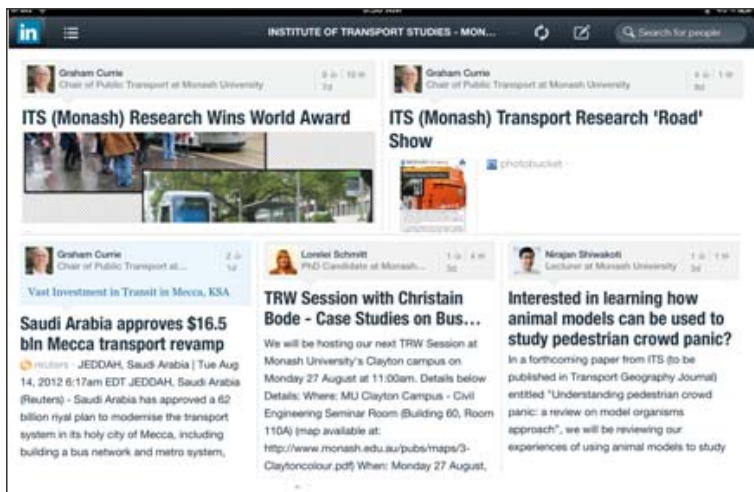 in
INSTITUTE OF TRANSPORT STUDIES - MON...
Search for people
Graham Currie
Chair of Public Transport at Monash University
7d
ITS (Monash) Research Wins World Award
Graham Currie
Chair of Public Transport at Monash University
ITS (Monash) Transport Research 'Road'
Show
photobucket
Graham Currie
Chair of Public Transport at...
2
1d
Vast Investment in Transit in Mecca, KSA
Saudi Arabia approves $16.5
bln Mecca transport revamp
reuters · JEDDAH, Saudi Arabia | Tue Aug
14, 2012 6:17am EDT JEDDAH, Saudi Arabia
(Reuters) - Saudi Arabia has approved a 62
billion riyal plan to modernise the transport
system in its holy city of Mecca, including
building a bus network and metro system,
Lorelei Schmitt
PhD Candidate at Monash...
TRW Session with Christain
Bode - Case Studies on Bus...
We will be hosting our next TRW Session at
Monash University's Clayton campus on
Monday 27 August at 11:00am. Details below
Details: Where: MU Clayton Campus - Civil
Engineering Seminar Room (Building 60, Room
110A) (map available at:
http://www.monash.edu.au/pubs/maps/3-
Claytoncolour.pdf) When: Monday 27 August,
Nirajan Shiwakoti
Lecturer at Monash University
Interested in learning how
animal models can be used to
study pedestrian crowd panic?
In a forthcoming paper from ITS (to be
published in Transport Geography Journal)
entitled "Understanding pedestrian crowd
panic: a review on model organisms
approach", we will be reviewing our
experiences of using animal models to study